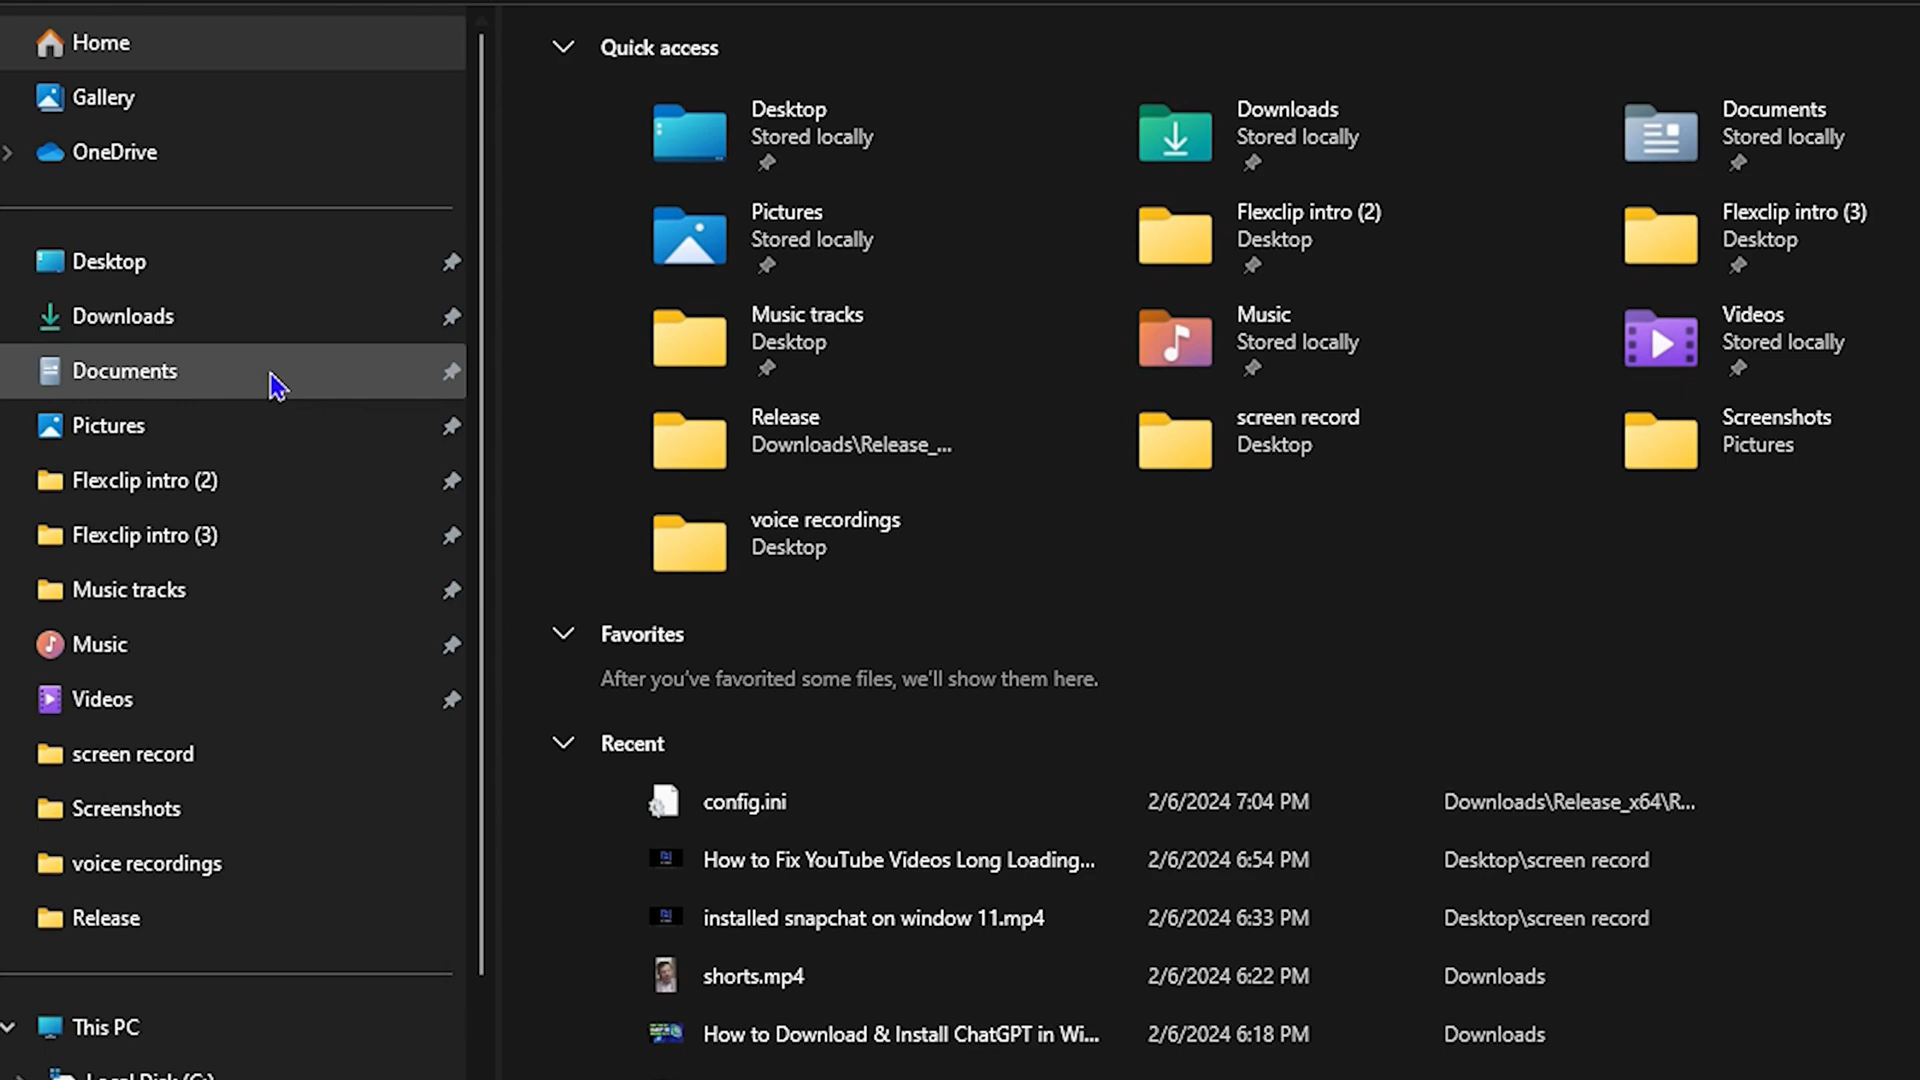 Home
Gallery
OneDrive
Desktop
Downloads
Documents
Pictures
Flexclip intro (2)
Flexclip intro (3)
Music tracks
Music
Videos
screen record
Screenshots
voice recordings
Release
This PC
Local Disk (C:)
Quick access
Desktop
Stored locally
Downloads
Stored locally
Documents
Stored locally
Pictures
Stored locally
Flexclip intro (2)
Desktop
Flexclip intro (3)
Desktop
Music tracks
Desktop
Music
Stored locally
Videos
Stored locally
Release
Downloads\Release_...
screen record
Desktop
Screenshots
Pictures
voice recordings
Desktop
Favorites
After you've favorited some files, we'll show them here.
Recent
config.ini 2/6/2024 7:04 PM Downloads\Release_x64\R...
How to Fix YouTube Videos Long Loading... 2/6/2024 6:54 PM Desktop\screen record
installed snapchat on window 11.mp4 2/6/2024 6:33 PM Desktop\screen record
shorts.mp4 2/6/2024 6:22 PM Downloads
How to Download & Install ChatGPT in Wi... 2/6/2024 6:18 PM Downloads